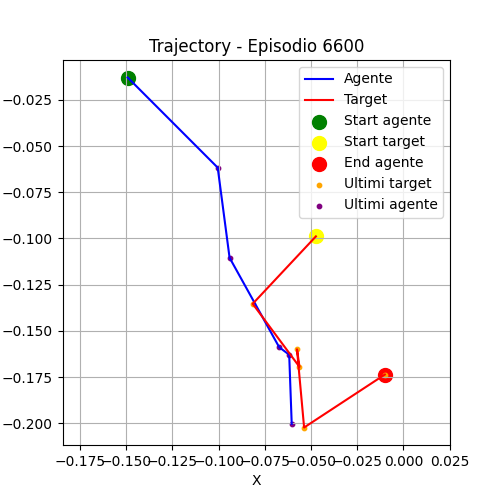 Trajectory - Episodio 6600
Agente
Target
Start agente
Start target
End agente
Ultimi target
Ultimi agente
−0.025
−0.050
−0.075
−0.100
−0.125
−0.150
−0.175
−0.200
−0.175 −0.150 −0.125 −0.100 −0.075 −0.050 −0.025 0.000 0.025
X